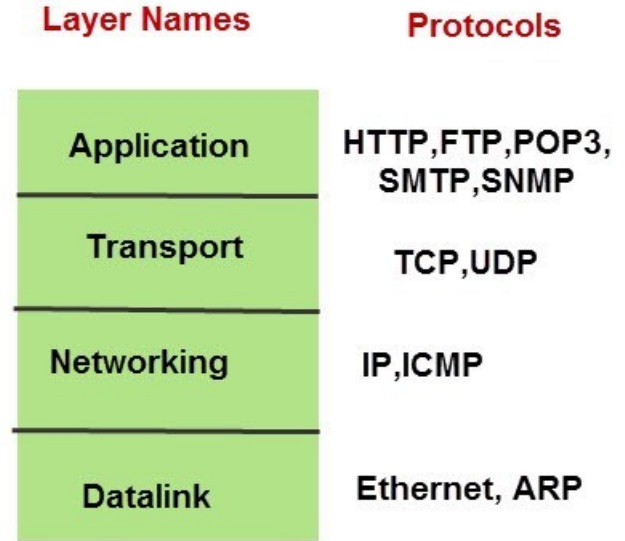 Layer Names Protocols
Application HTTP,FTP,POP3,
SMTP,SNMP
Transport TCP,UDP
Networking IP,ICMP
Datalink Ethernet, ARP